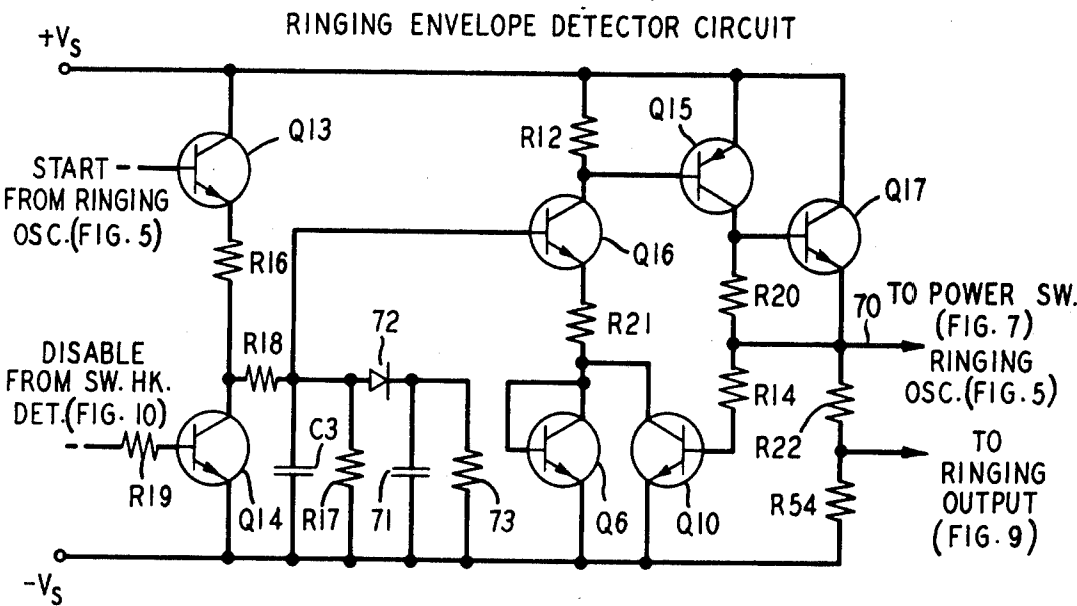 RINGING ENVELOPE DETECTOR CIRCUIT
+VS
Q13
START
FROM RINGING
OSC.(FIG. 5)
R16
R12
Q15
Q17
Q16
R20
70
TO POWER SW.
(FIG. 7)
RINGING
OSC.(FIG. 5)
R21
72
R18
DISABLE
FROM SW. HK.
DET.(FIG. 10)
R14
R22
C3
R19
Q14
R17
71
73
Q6
Q10
R54
TO
RINGING
OUTPUT
(FIG. 9)
-VS